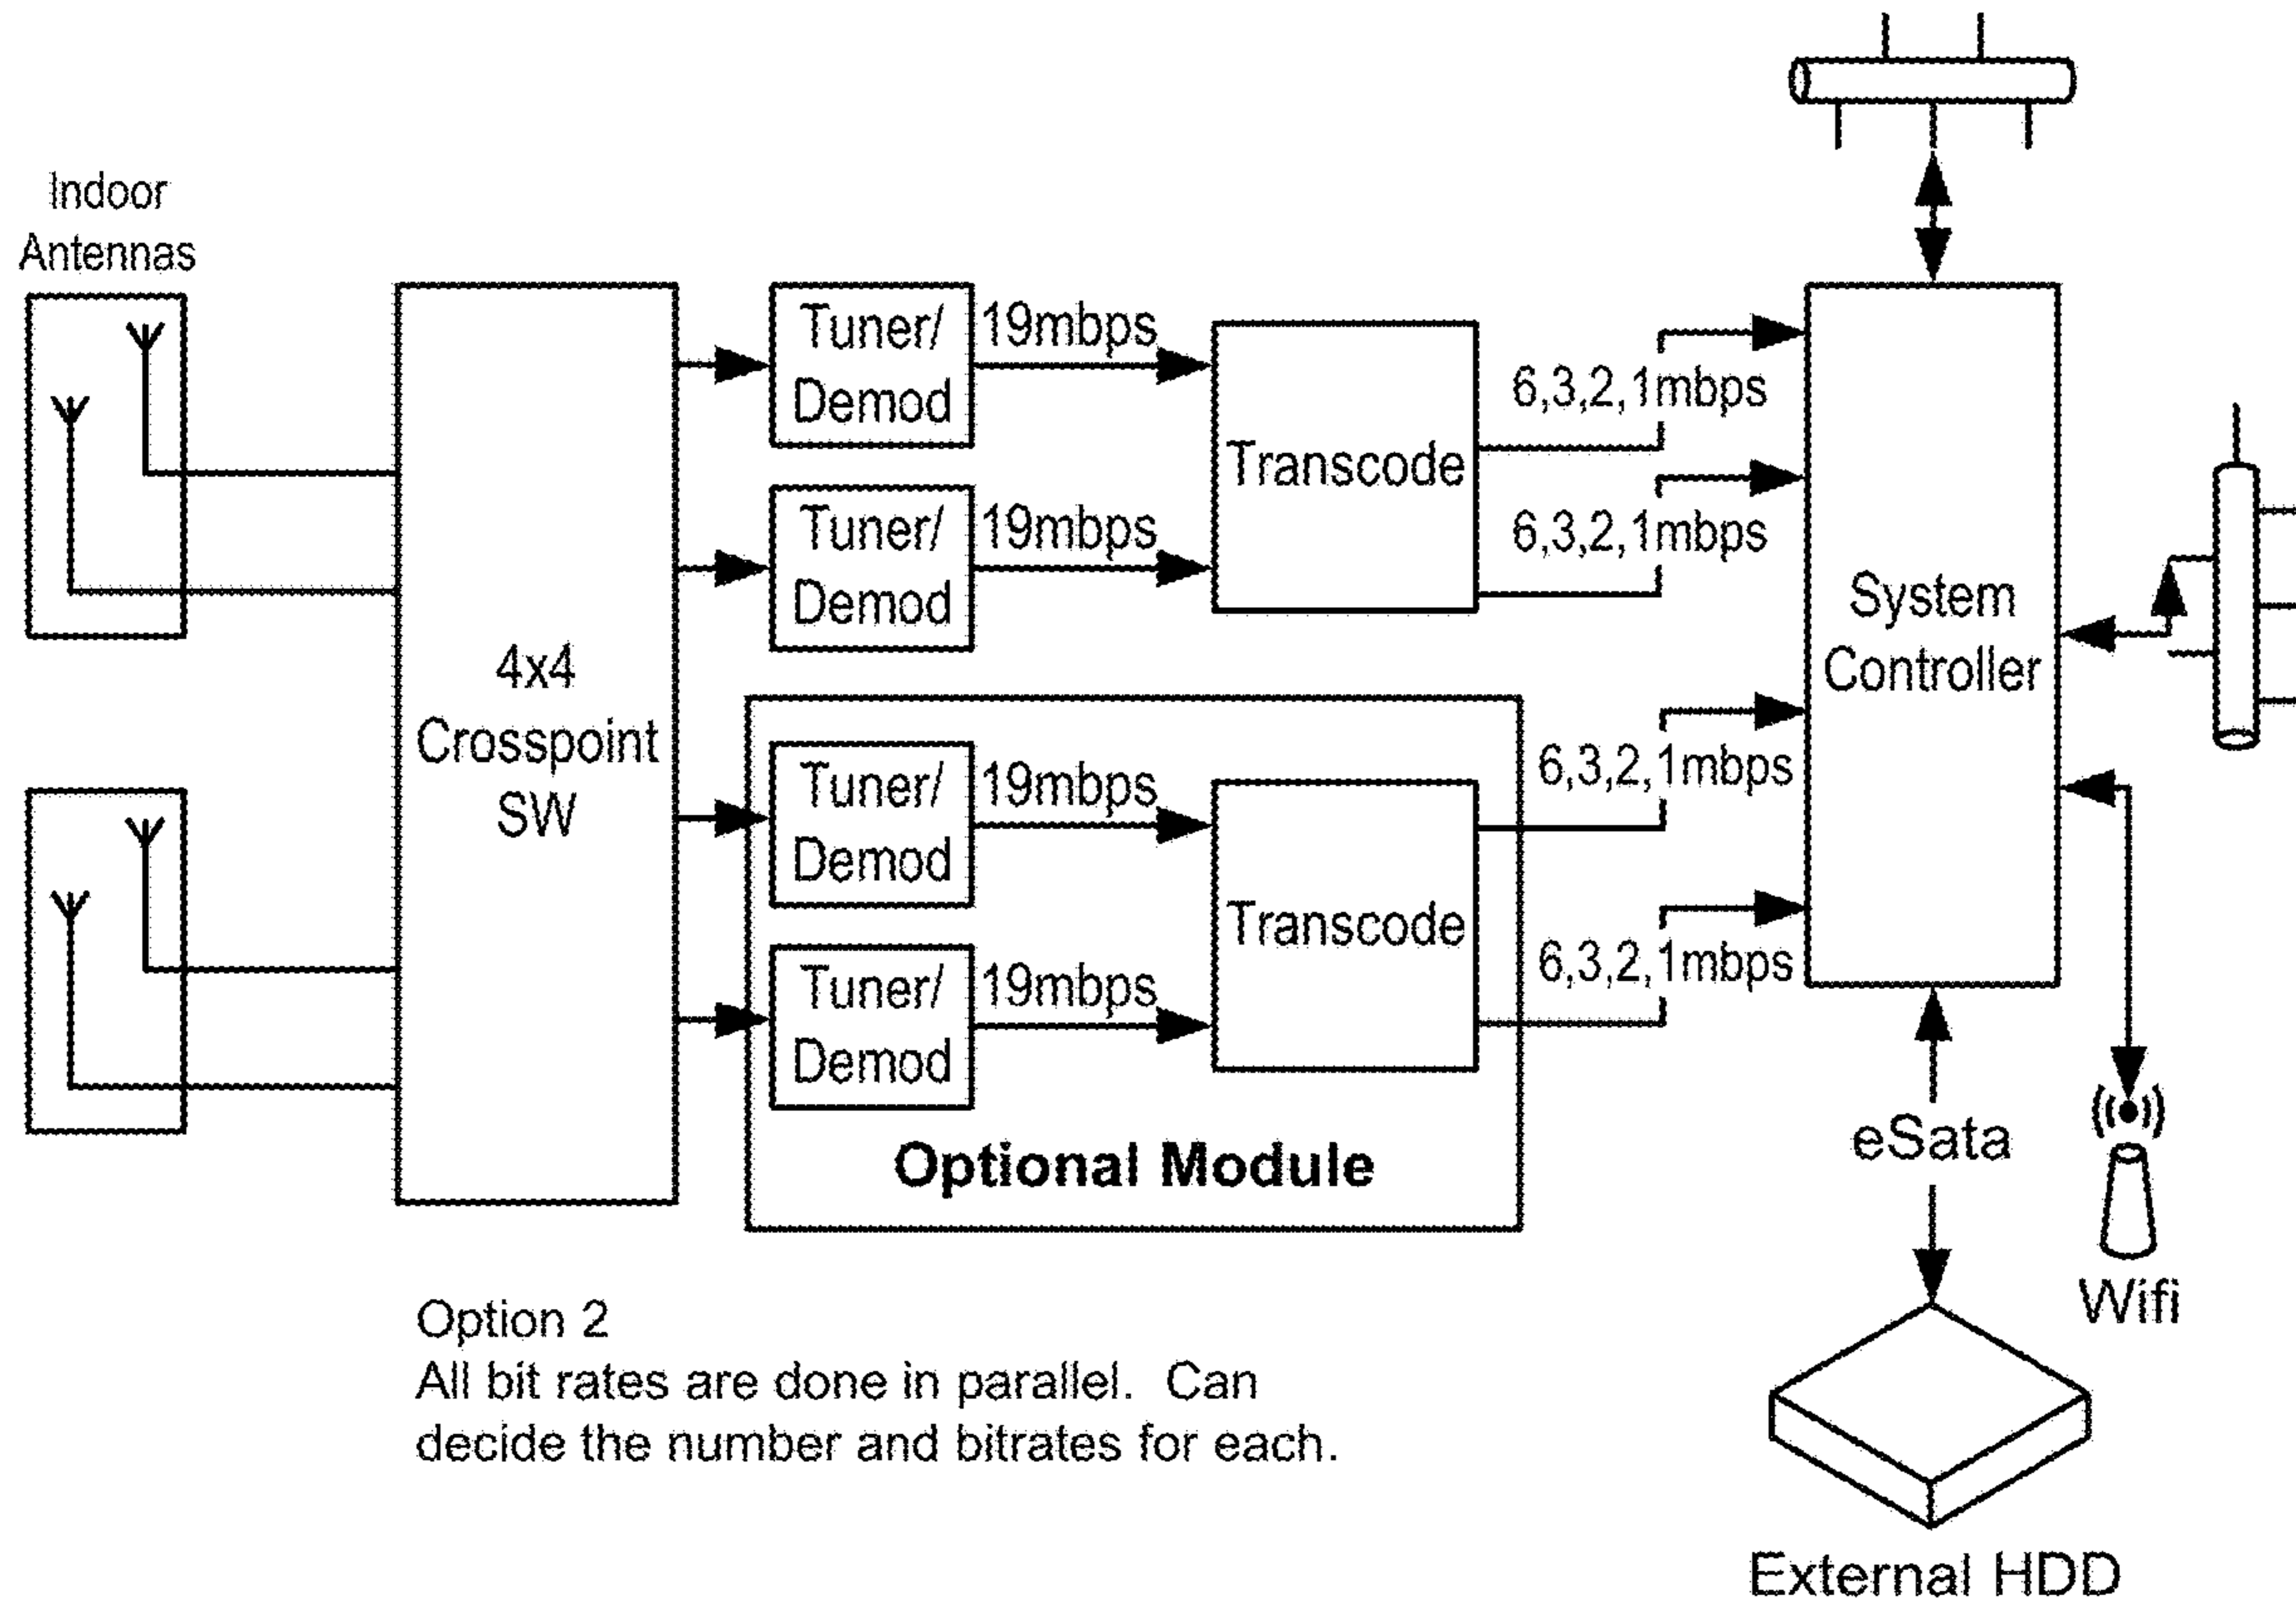 Indoor
Antennas
4x4
Crosspoint
SW
Tuner/
Demod
19mbps
Tuner/
Demod
19mbps
Transcode
6,3,2,1mbps
6,3,2,1mbps
Tuner/
Demod
19mbps
Tuner/
Demod
19mbps
Transcode
Optional Module
6,3,2,1mbps
6,3,2,1mbps
System
Controller
eSata
Wifi
External HDD
Option 2
All bit rates are done in parallel.  Can
decide the number and bitrates for each.